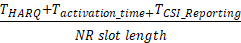 T_HARQ+T_activation_time+T_CSI_Reporting
NR slot length